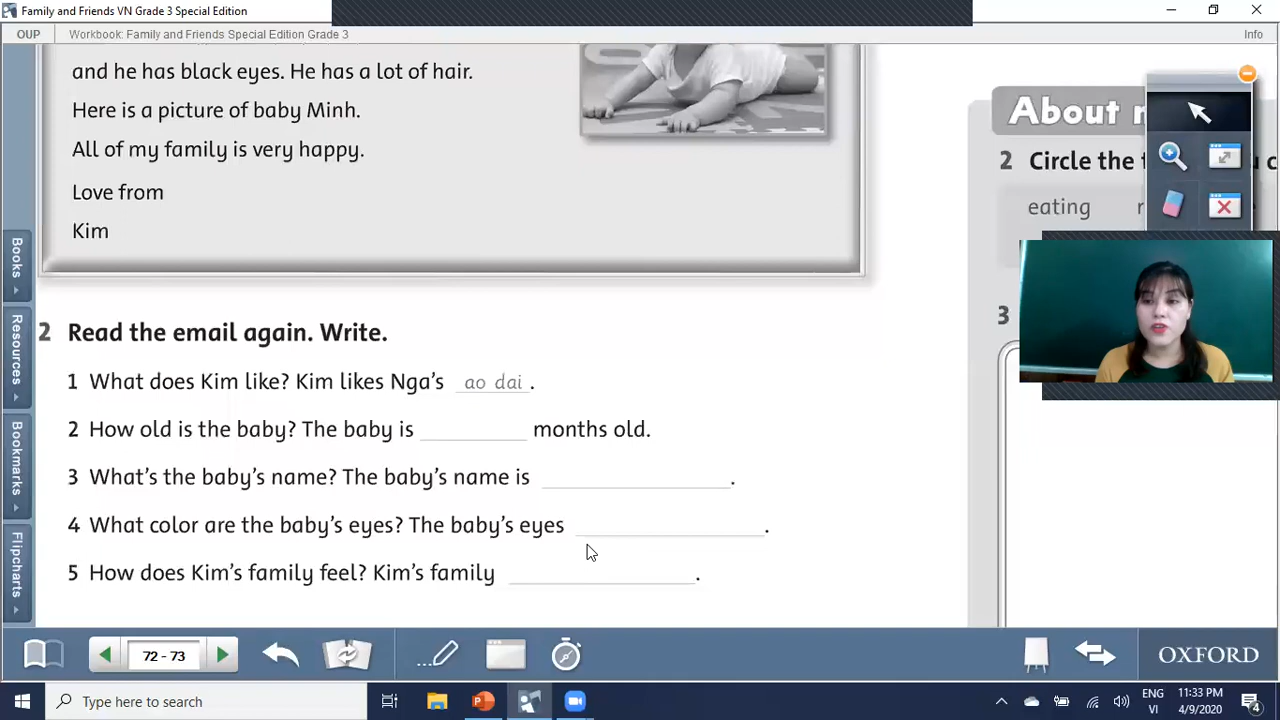 Family and Friends VN Grade 3 Special Edition
OUP Workbook: Family and Friends Special Edition Grade 3 Info
and he has black eyes. He has a lot of hair.
Here is a picture of baby Minh.
All of my family is very happy.
Love from
Kim
2 Read the email again. Write.
1 What does Kim like? Kim likes Nga's ao dai.
2 How old is the baby? The baby is ______ months old.
3 What's the baby's name? The baby's name is ______.
4 What color are the baby's eyes? The baby's eyes ______.
5 How does Kim's family feel? Kim's family ______.
About
2 Circle the
eating
3
Books
Resources
Bookmarks
Flipcharts
72 - 73
OXFORD
Type here to search
ENG
VI
11:33 PM
4/9/2020
4